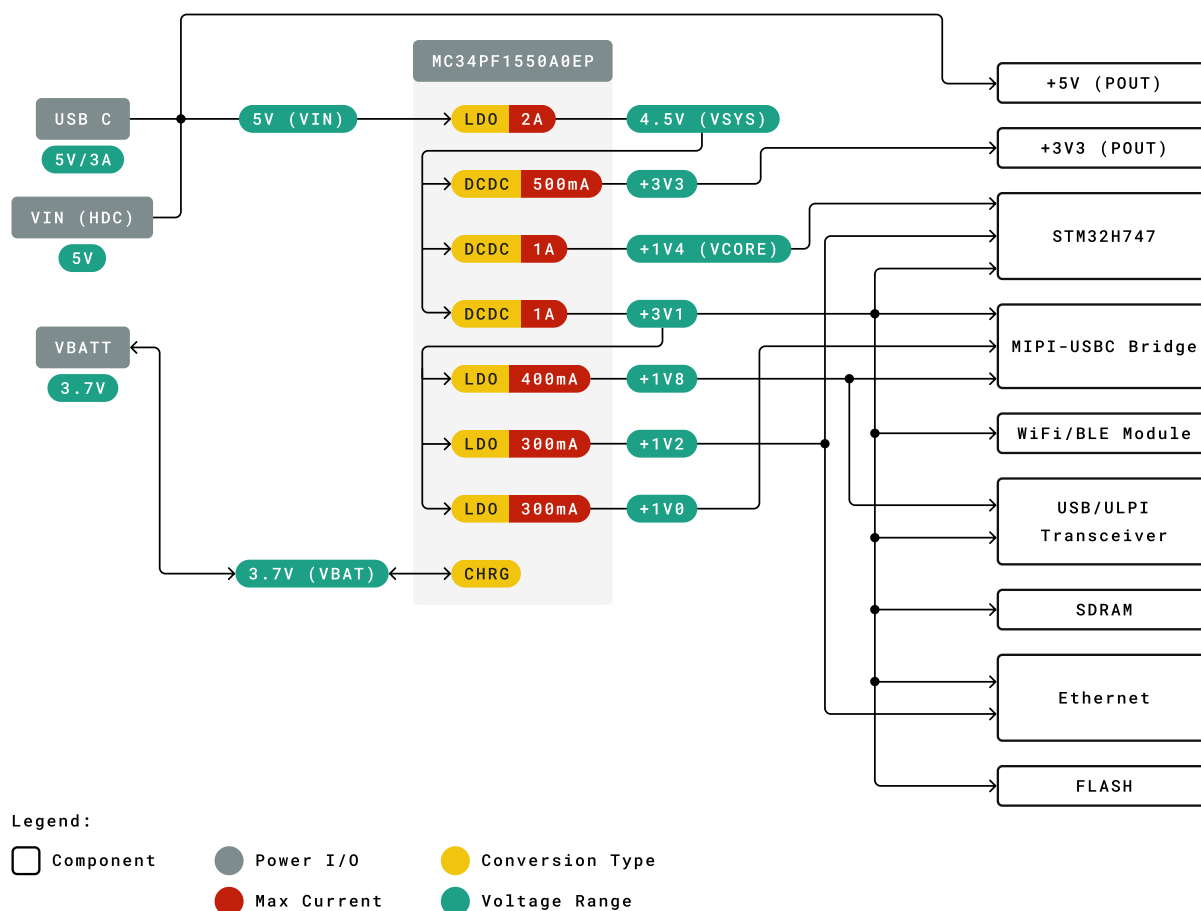 MC34PF1550A0EP
+5V (POUT)
USB C
5V (VIN)
LDO 2A
4.5V (VSYS)
5V/3A
+3V3 (POUT)
DCDC 500mA
+3V3
VIN (HDC)
5V
DCDC 1A
+1V4 (VCORE)
STM32H747
DCDC 1A
+3V1
VBATT
3.7V
MIPI-USBC Bridge
LDO 400mA
+1V8
WiFi/BLE Module
LDO 300mA
+1V2
LDO 300mA
+1V0
USB/ULPI
Transceiver
3.7V (VBAT)
CHRG
SDRAM
Ethernet
FLASH
Legend:
Component
Power I/O
Conversion Type
Max Current
Voltage Range